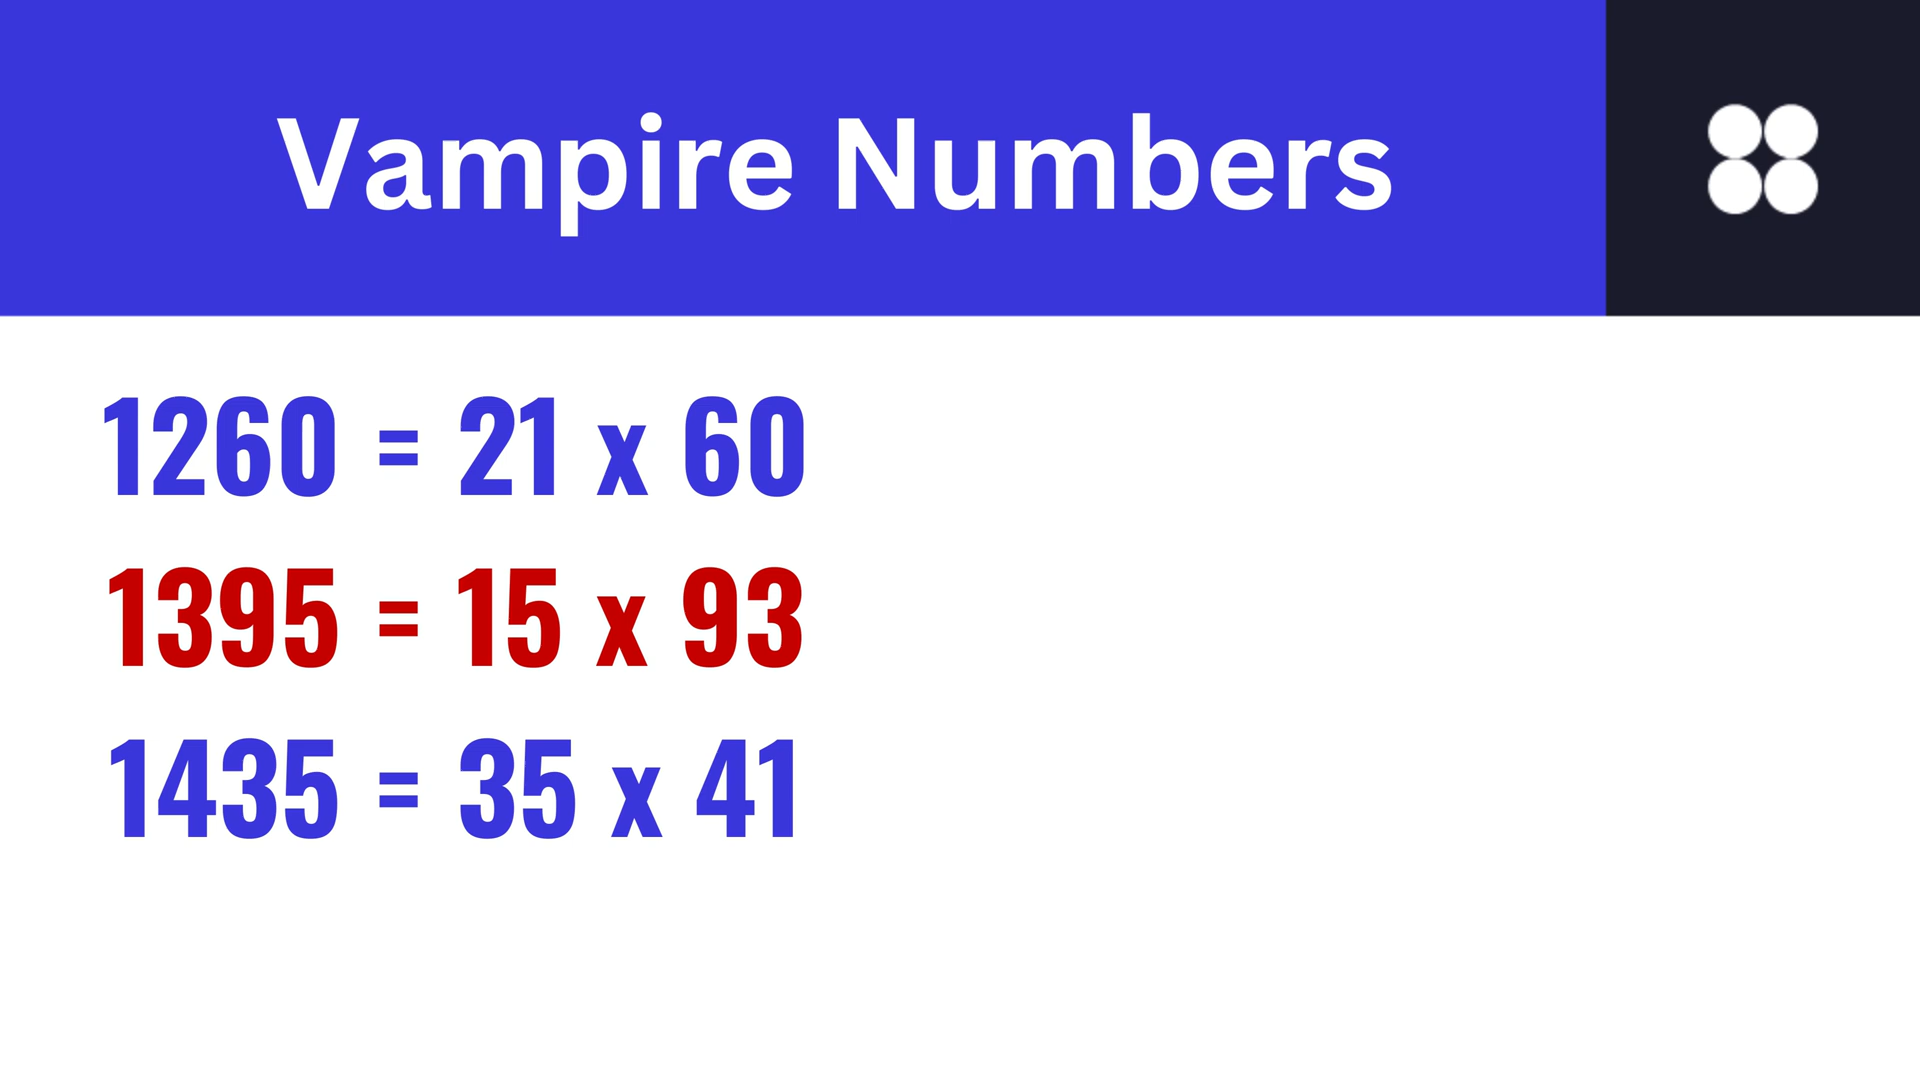 Vampire Numbers
1260 = 21 x 60
1395 = 15 x 93
1435 = 35 x 41